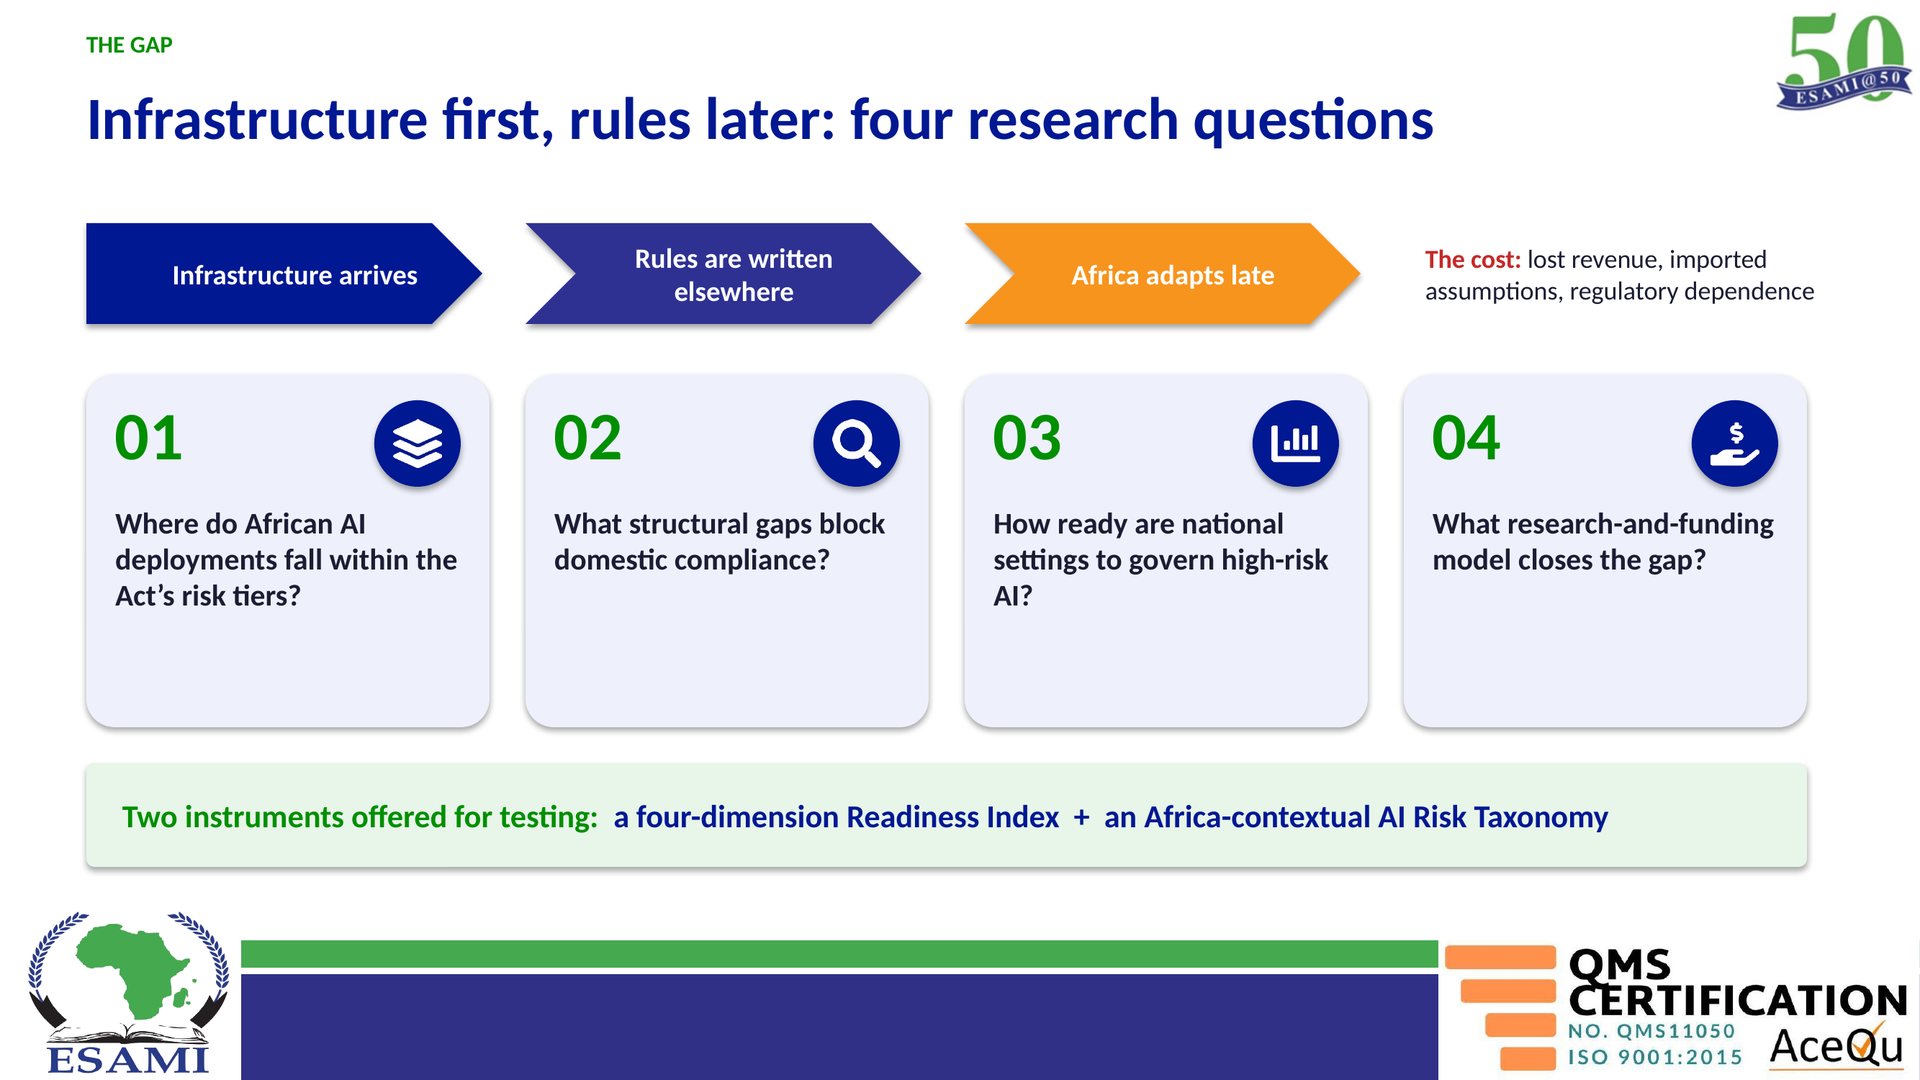 THE GAP
50
ESAMI@50
Infrastructure first, rules later: four research questions
Infrastructure arrives
Rules are written
elsewhere
Africa adapts late
The cost: lost revenue, imported
assumptions, regulatory dependence
01
Where do African AI
deployments fall within the
Act’s risk tiers?
02
What structural gaps block
domestic compliance?
03
How ready are national
settings to govern high-risk
AI?
04
$
What research-and-funding
model closes the gap?
Two instruments offered for testing: a four-dimension Readiness Index + an Africa-contextual AI Risk Taxonomy
ESAMI
QMS
CERTIFICATION
NO. QMS11050
ISO 9001:2015
AceQu